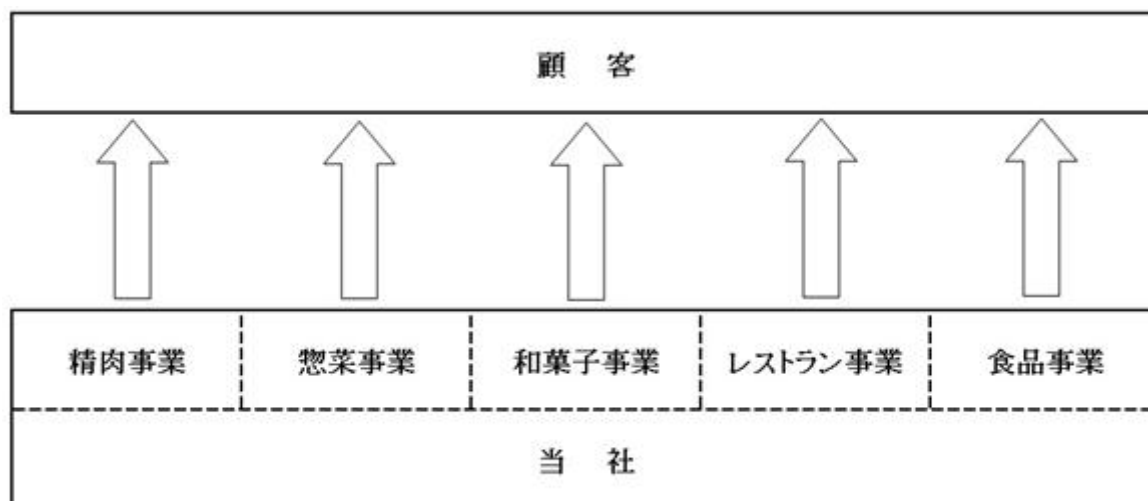 顧　客
精肉事業
惣菜事業
和菓子事業
レストラン事業
食品事業
当　社